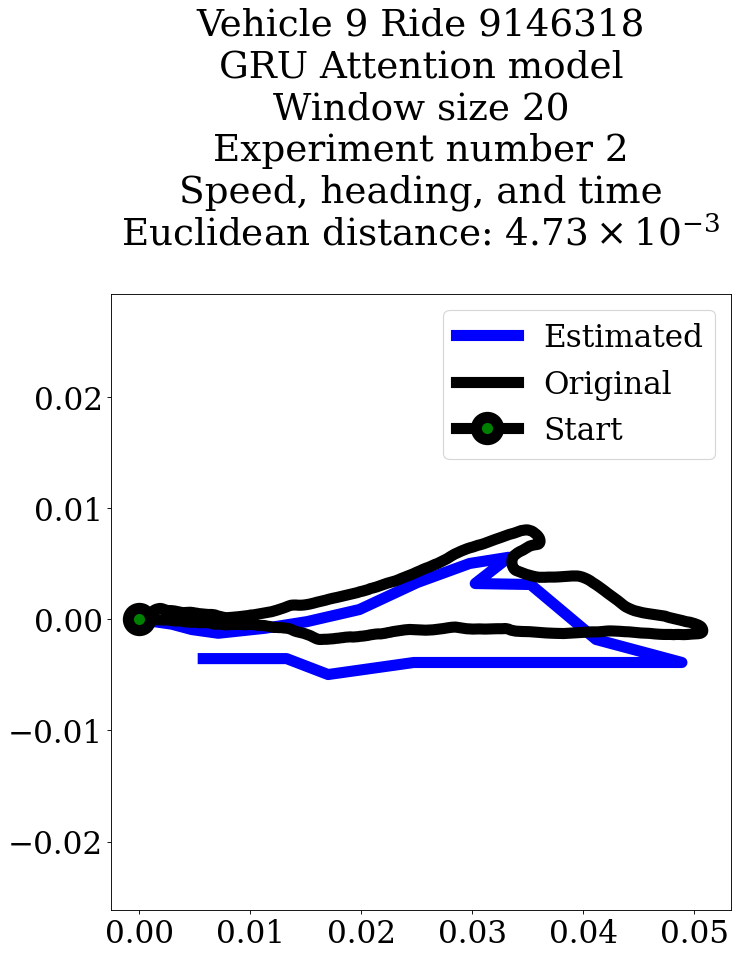 Vehicle 9 Ride 9146318
GRU Attention model
Window size 20
Experiment number 2
Speed, heading, and time
Euclidean distance: 4.73 × 10⁻³
Estimated
Original
Start
0.02
0.01
0.00
−0.01
−0.02
0.00 0.01 0.02 0.03 0.04 0.05